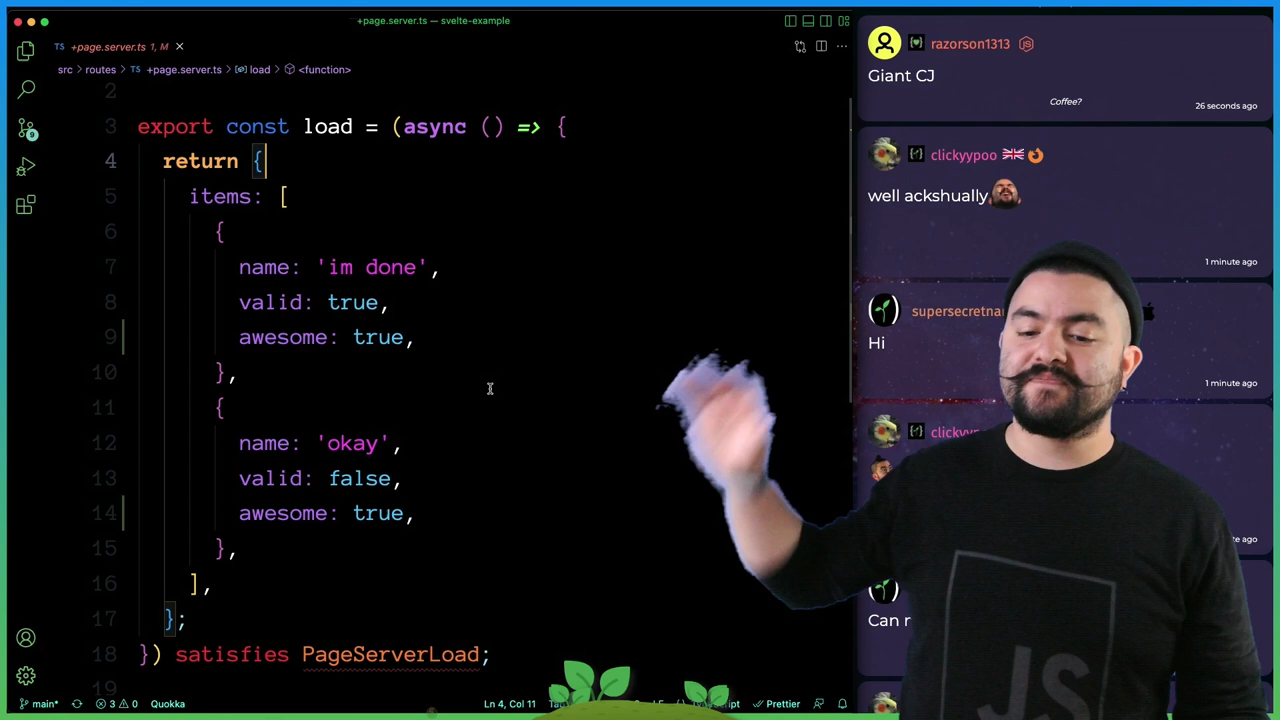 +page.server.ts — svelte-example
TS +page.server.ts 1, M
src > routes > TS +page.server.ts > load > <function>
2
3 export const load = (async () => {
4 return {
5 items: [
6 {
7 name: 'im done',
8 valid: true,
9 awesome: true,
10 },
11 {
12 name: 'okay',
13 valid: false,
14 awesome: true,
15 },
16 ],
17 };
18 }) satisfies PageServerLoad;
19
9
main* 3 0 Quokka
Ln 4, Col 11
Prettier
razorson1313
Giant CJ
Coffee?
26 seconds ago
clickyypoo
well ackshually
1 minute ago
Hi
1 minute ago
Can
JS